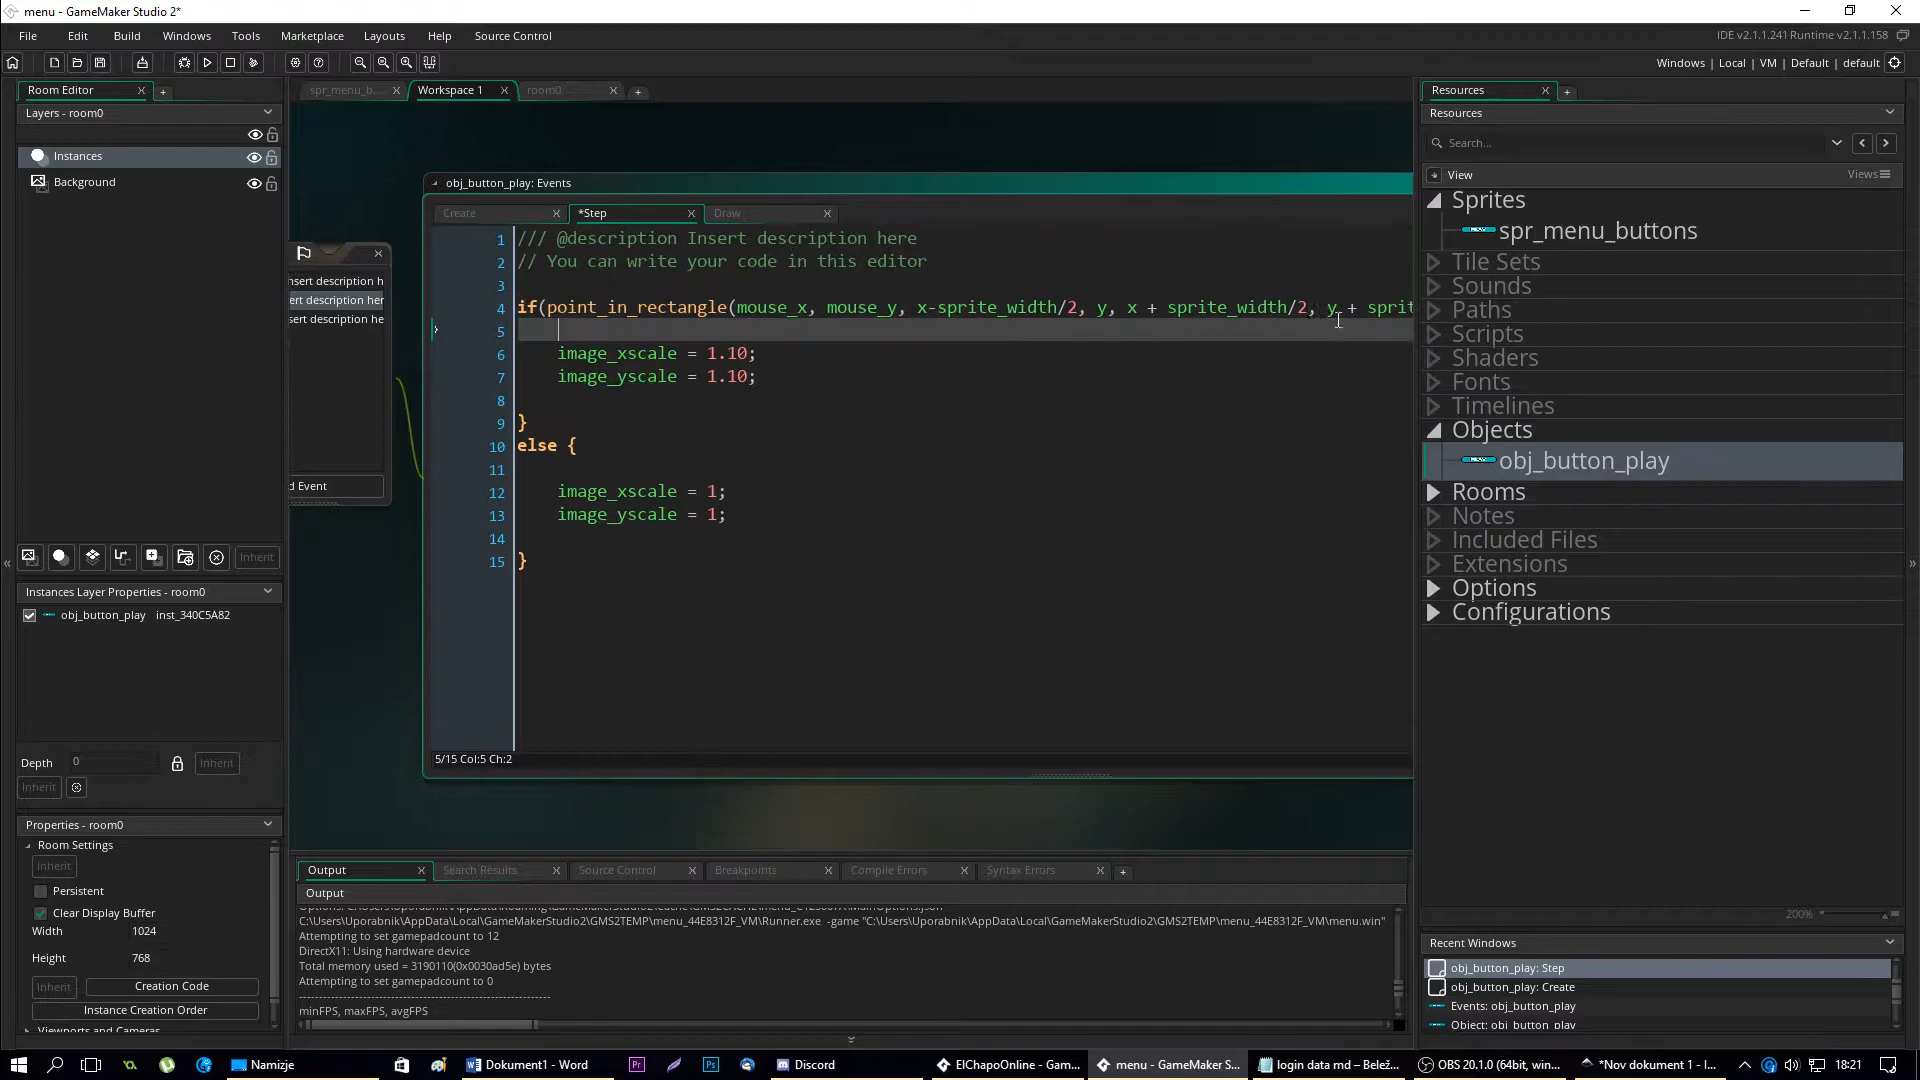 menu - GameMaker Studio 2*
File Edit Build Windows Tools Marketplace Layouts Help Source Control
IDE v2.1.1.241 Runtime v2.1.1.158
Windows | Local | VM | Default | default
Room Editor
Layers - room0
Instances
Background
Inherit
Instances Layer Properties - room0
obj_button_play inst_340C5A82
Depth 0 Inherit
Inherit
Properties - room0
Room Settings
Inherit
Persistent
Clear Display Buffer
Width 1024
Height 768
Inherit Creation Code
Instance Creation Order
Viewports and Cameras
spr_menu_b... Workspace 1 room0
nsert description h
ert description her
nsert description he
d Event
obj_button_play: Events
Create *Step Draw
1 /// @description Insert description here
2 // You can write your code in this editor
3
4 if(point_in_rectangle(mouse_x, mouse_y, x-sprite_width/2, y, x + sprite_width/2, y + sprit
5
6 image_xscale = 1.10;
7 image_yscale = 1.10;
8
9 }
10 else {
11
12 image_xscale = 1;
13 image_yscale = 1;
14
15 }
5/15 Col:5 Ch:2
Output Search Results Source Control Breakpoints Compile Errors Syntax Errors
Output
C:\Users\Uporabnik\AppData\Local\GameMakerStudio2\GMS2TEMP\menu_44E8312F_VM\Runner.exe -game "C:\Users\Uporabnik\AppData\Local\GameMakerStudio2\GMS2TEMP\menu_44E8312F_VM\menu.win"
Attempting to set gamepadcount to 12
DirectX11: Using hardware device
Total memory used = 3190110(0x0030ad5e) bytes
Attempting to set gamepadcount to 0
----------------------------------------------------------
minFPS, maxFPS, avgFPS
Resources
Resources
Search...
View Views
Sprites
spr_menu_buttons
Tile Sets
Sounds
Paths
Scripts
Shaders
Fonts
Timelines
Objects
obj_button_play
Rooms
Notes
Included Files
Extensions
Options
Configurations
200%
Recent Windows
obj_button_play: Step
obj_button_play: Create
Events: obj_button_play
Object: obj_button_play
Namizje Dokument1 - Word Pr Ps Discord ElChapoOnline - Gam... menu - GameMaker S... login data md – Belež... OBS 20.1.0 (64bit, win... *Nov dokument 1 - I... 18:21